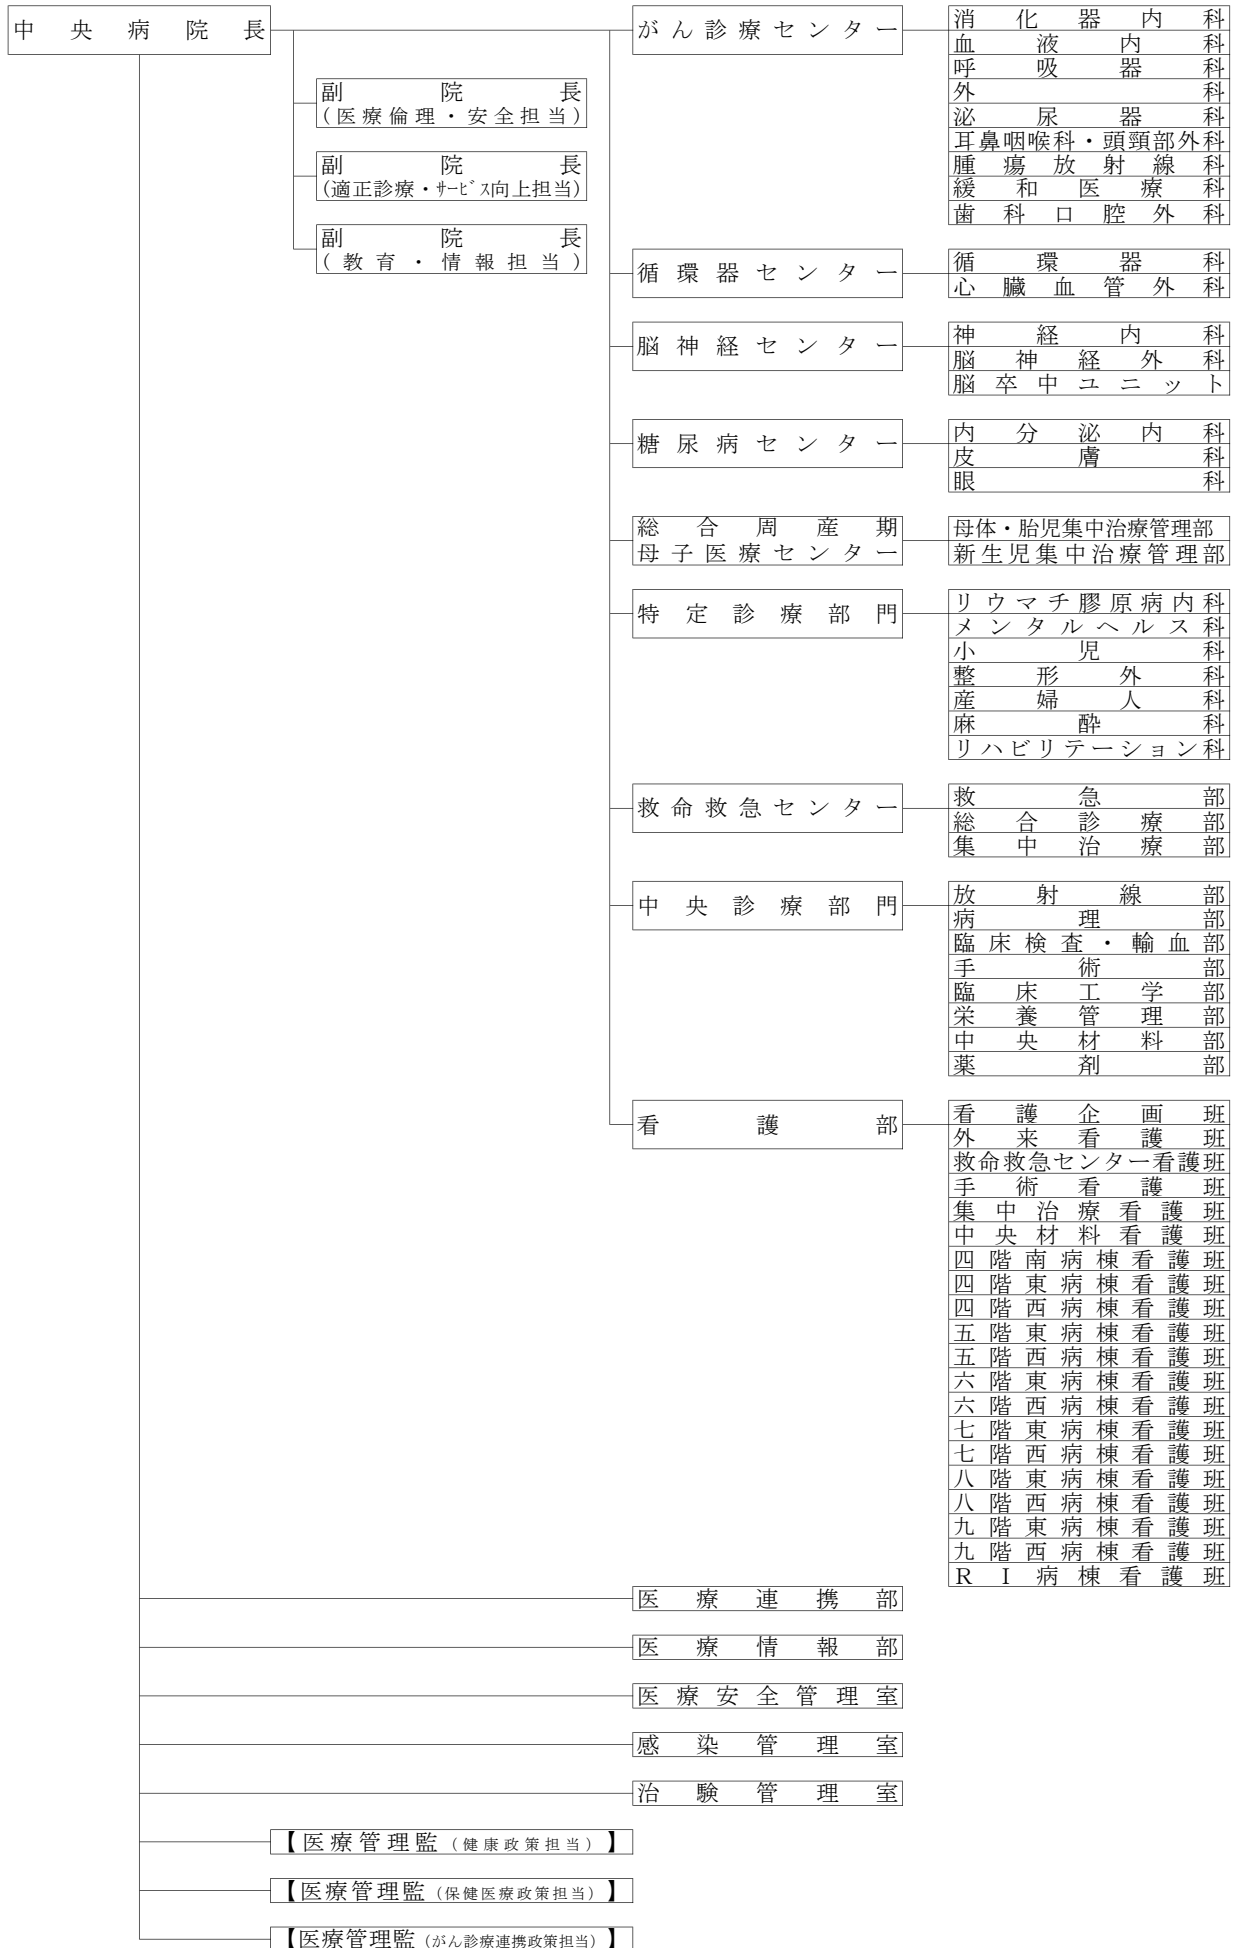 中央病院長
副院長
(医療倫理・安全担当)
副院長
(適正診療・ｻｰﾋﾞｽ向上担当)
副院長
(教育・情報担当)
がん診療センター
消化器内科
血液内科
呼吸器科
外科
泌尿器科
耳鼻咽喉科・頭頸部外科
腫瘍放射線科
緩和医療科
歯科口腔外科
循環器センター
循環器科
心臓血管外科
脳神経センター
神経内科
脳神経外科
脳卒中ユニット
糖尿病センター
内分泌内科
皮膚科
眼科
総合周産期
母子医療センター
母体・胎児集中治療管理部
新生児集中治療管理部
特定診療部門
リウマチ膠原病内科
メンタルヘルス科
小児科
整形外科
産婦人科
麻酔科
リハビリテーション科
救命救急センター
救急部
総合診療部
集中治療部
中央診療部門
放射線部
病理部
臨床検査・輸血部
手術部
臨床工学部
栄養管理部
中央材料部
薬剤部
看護部
看護企画班
外来看護班
救命救急センター看護班
手術看護班
集中治療看護班
中央材料看護班
四階南病棟看護班
四階東病棟看護班
四階西病棟看護班
五階東病棟看護班
五階西病棟看護班
六階東病棟看護班
六階西病棟看護班
七階東病棟看護班
七階西病棟看護班
八階東病棟看護班
八階西病棟看護班
九階東病棟看護班
九階西病棟看護班
ＲＩ病棟看護班
医療連携部
医療情報部
医療安全管理室
感染管理室
治験管理室
【医療管理監（健康政策担当）】
【医療管理監（保健医療政策担当）】
【医療管理監（がん診療連携政策担当）】